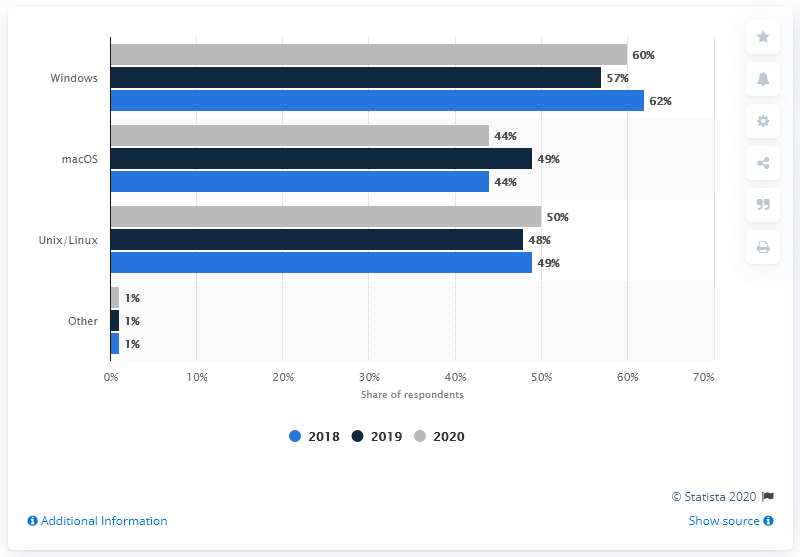 60%
Windows 57%
62%
44%
macOS 49%
44%
50%
Unix/Linux 48%
49%
1%
Other 1%
1%
0% 10% 20% 30% 40% 50% 60% 70%
Share of respondents
2018 2019 2020
© Statista 2020
Additional Information Show source